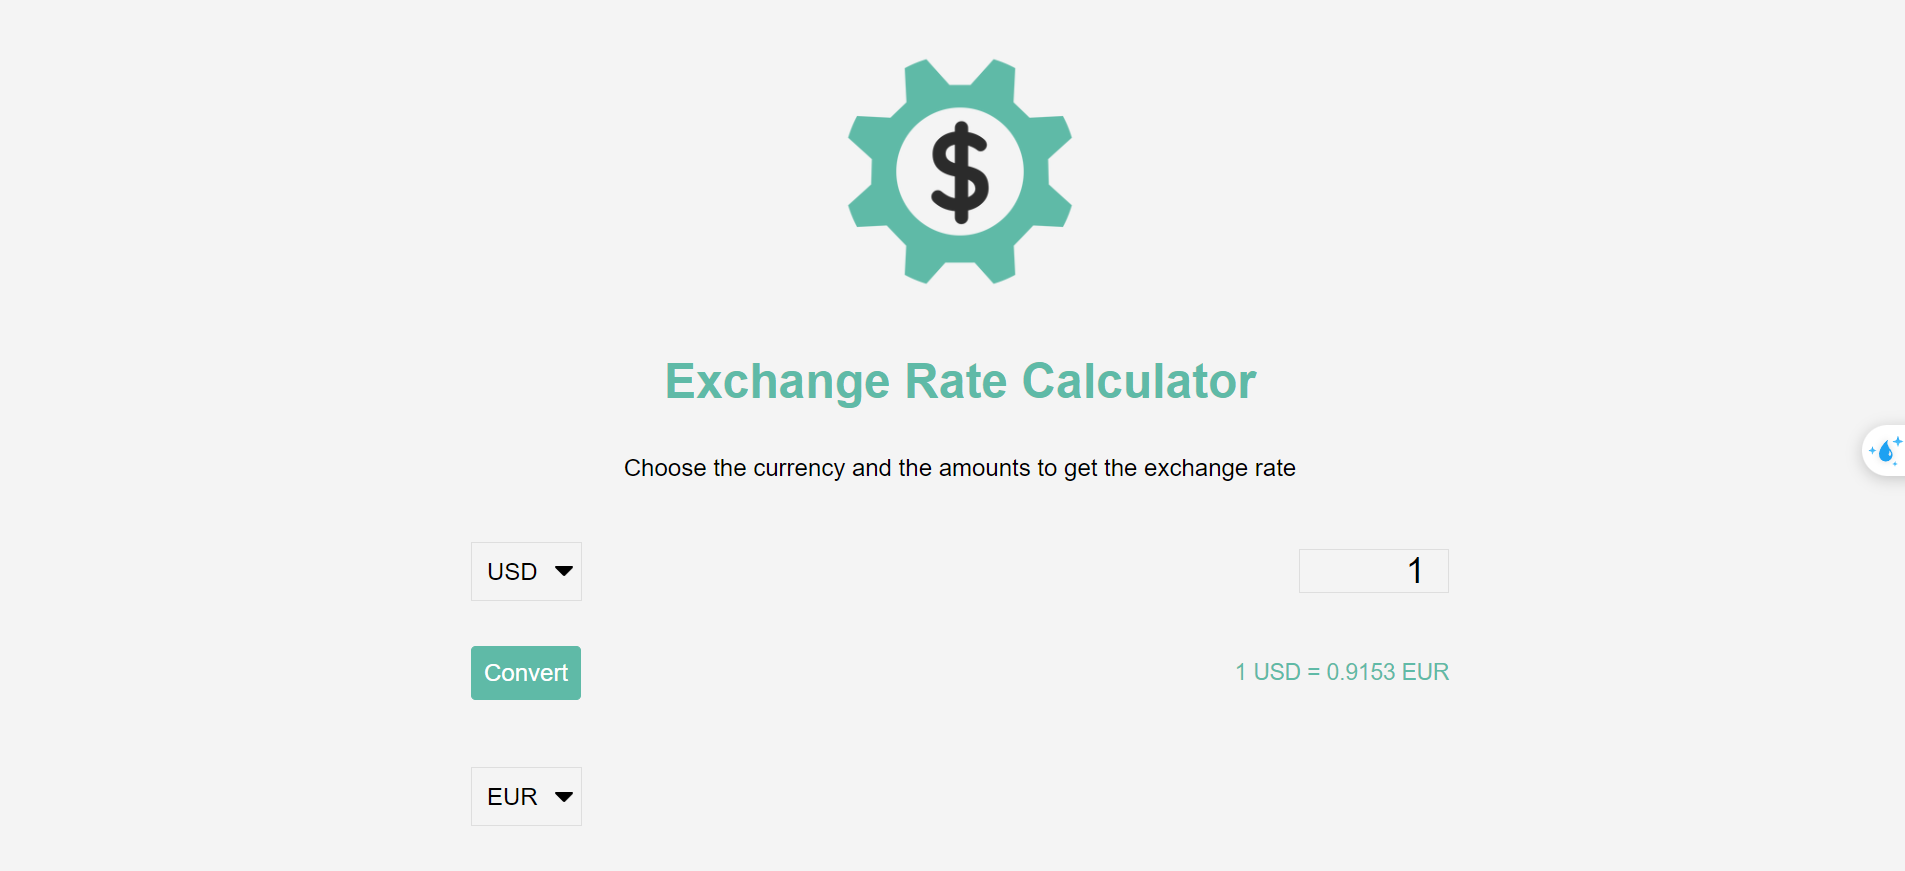 $
Exchange Rate Calculator
Choose the currency and the amounts to get the exchange rate
USD
1
Convert
1 USD = 0.9153 EUR
EUR